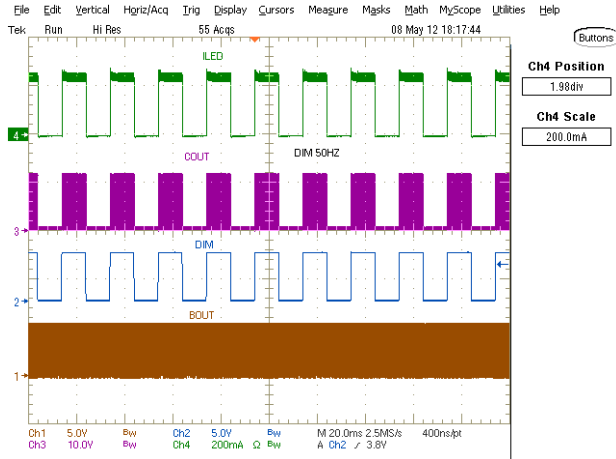 File Edit Vertical Horiz/Acq Trig Display Cursors Measure Masks Math MyScope Utilities Help
Tek Run Hi Res 55 Acqs 08 May 12 18:17:44
Buttons
ILED
Ch4 Position
1.98div
Ch4 Scale
200.0mA
4
COUT
DIM 50HZ
3
DIM
2
BOUT
1
Ch1 5.0V Bw Ch2 5.0V Bw M 20.0ms 2.5MS/s 400ns/pt
Ch3 10.0V Bw Ch4 200mA Ω Bw A Ch2 / 3.8V